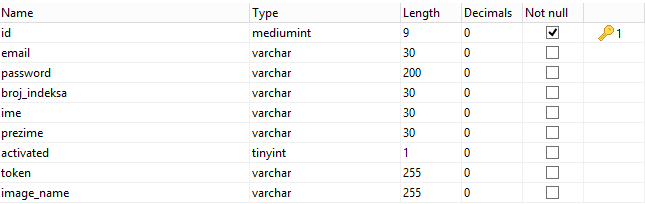 Name Type Length Decimals Not null
id mediumint 9 0 1
email varchar 30 0
password varchar 200 0
broj_indeksa varchar 30 0
ime varchar 30 0
prezime varchar 30 0
activated tinyint 1 0
token varchar 255 0
image_name varchar 255 0